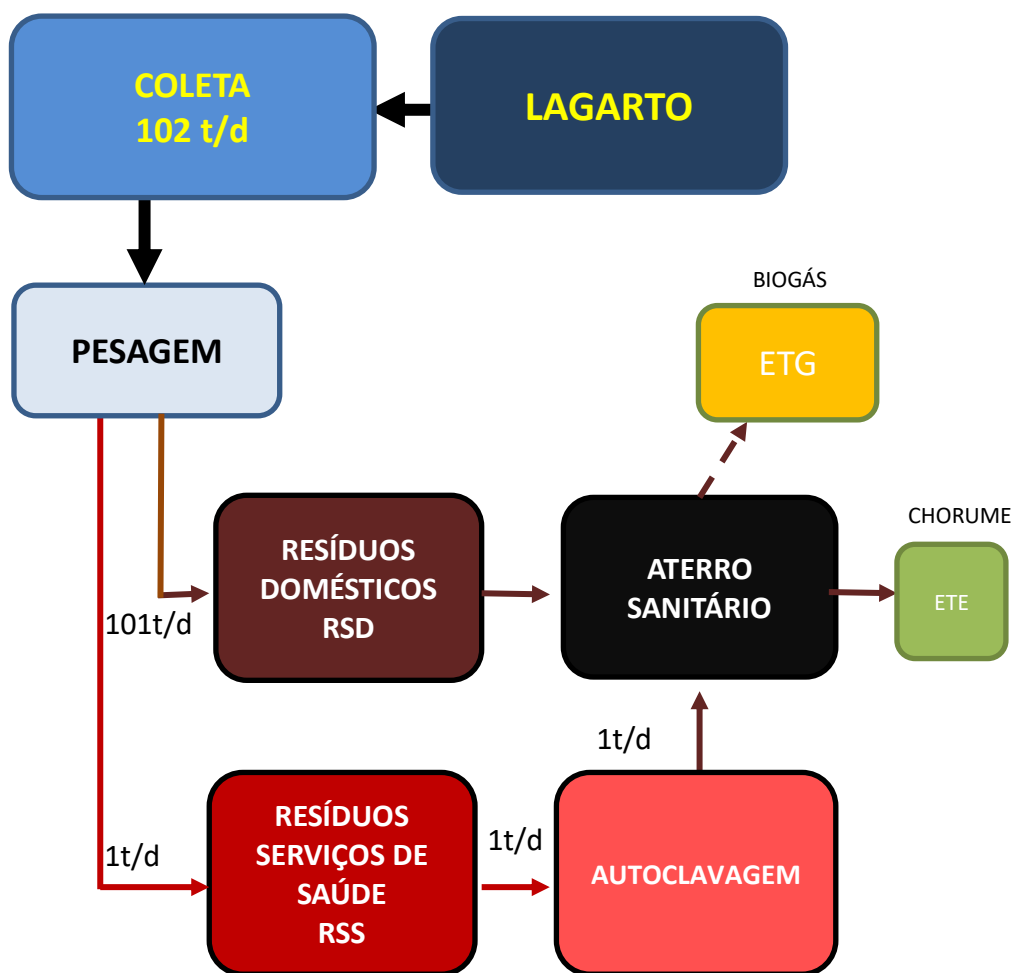 COLETA
102 t/d
LAGARTO
PESAGEM
BIOGÁS
ETG
RESÍDUOS
DOMÉSTICOS
RSD
101t/d
ATERRO
SANITÁRIO
CHORUME
ETE
1t/d
RESÍDUOS
SERVIÇOS DE
SAÚDE
RSS
1t/d
1t/d
AUTOCLAVAGEM